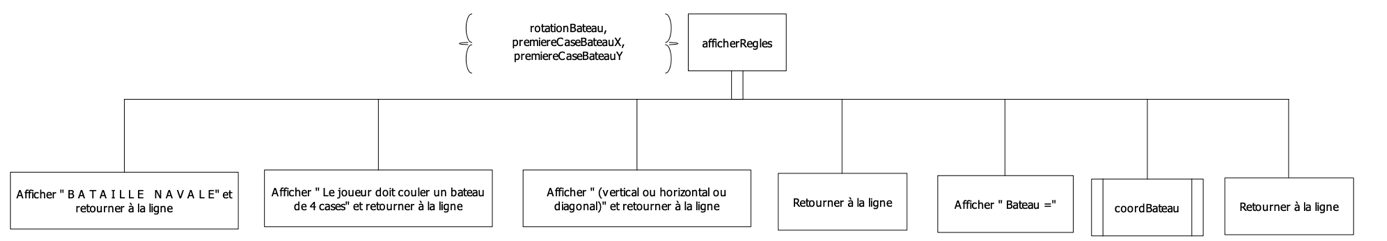 rotationBateau,
premiereCaseBateauX,
premiereCaseBateauY
afficherRegles
Afficher " B A T A I L L E   N A V A L E" et
retourner à la ligne
Afficher " Le joueur doit couler un bateau
de 4 cases" et retourner à la ligne
Afficher " (vertical ou horizontal ou
diagonal)" et retourner à la ligne
Retourner à la ligne
Afficher " Bateau ="
coordBateau
Retourner à la ligne